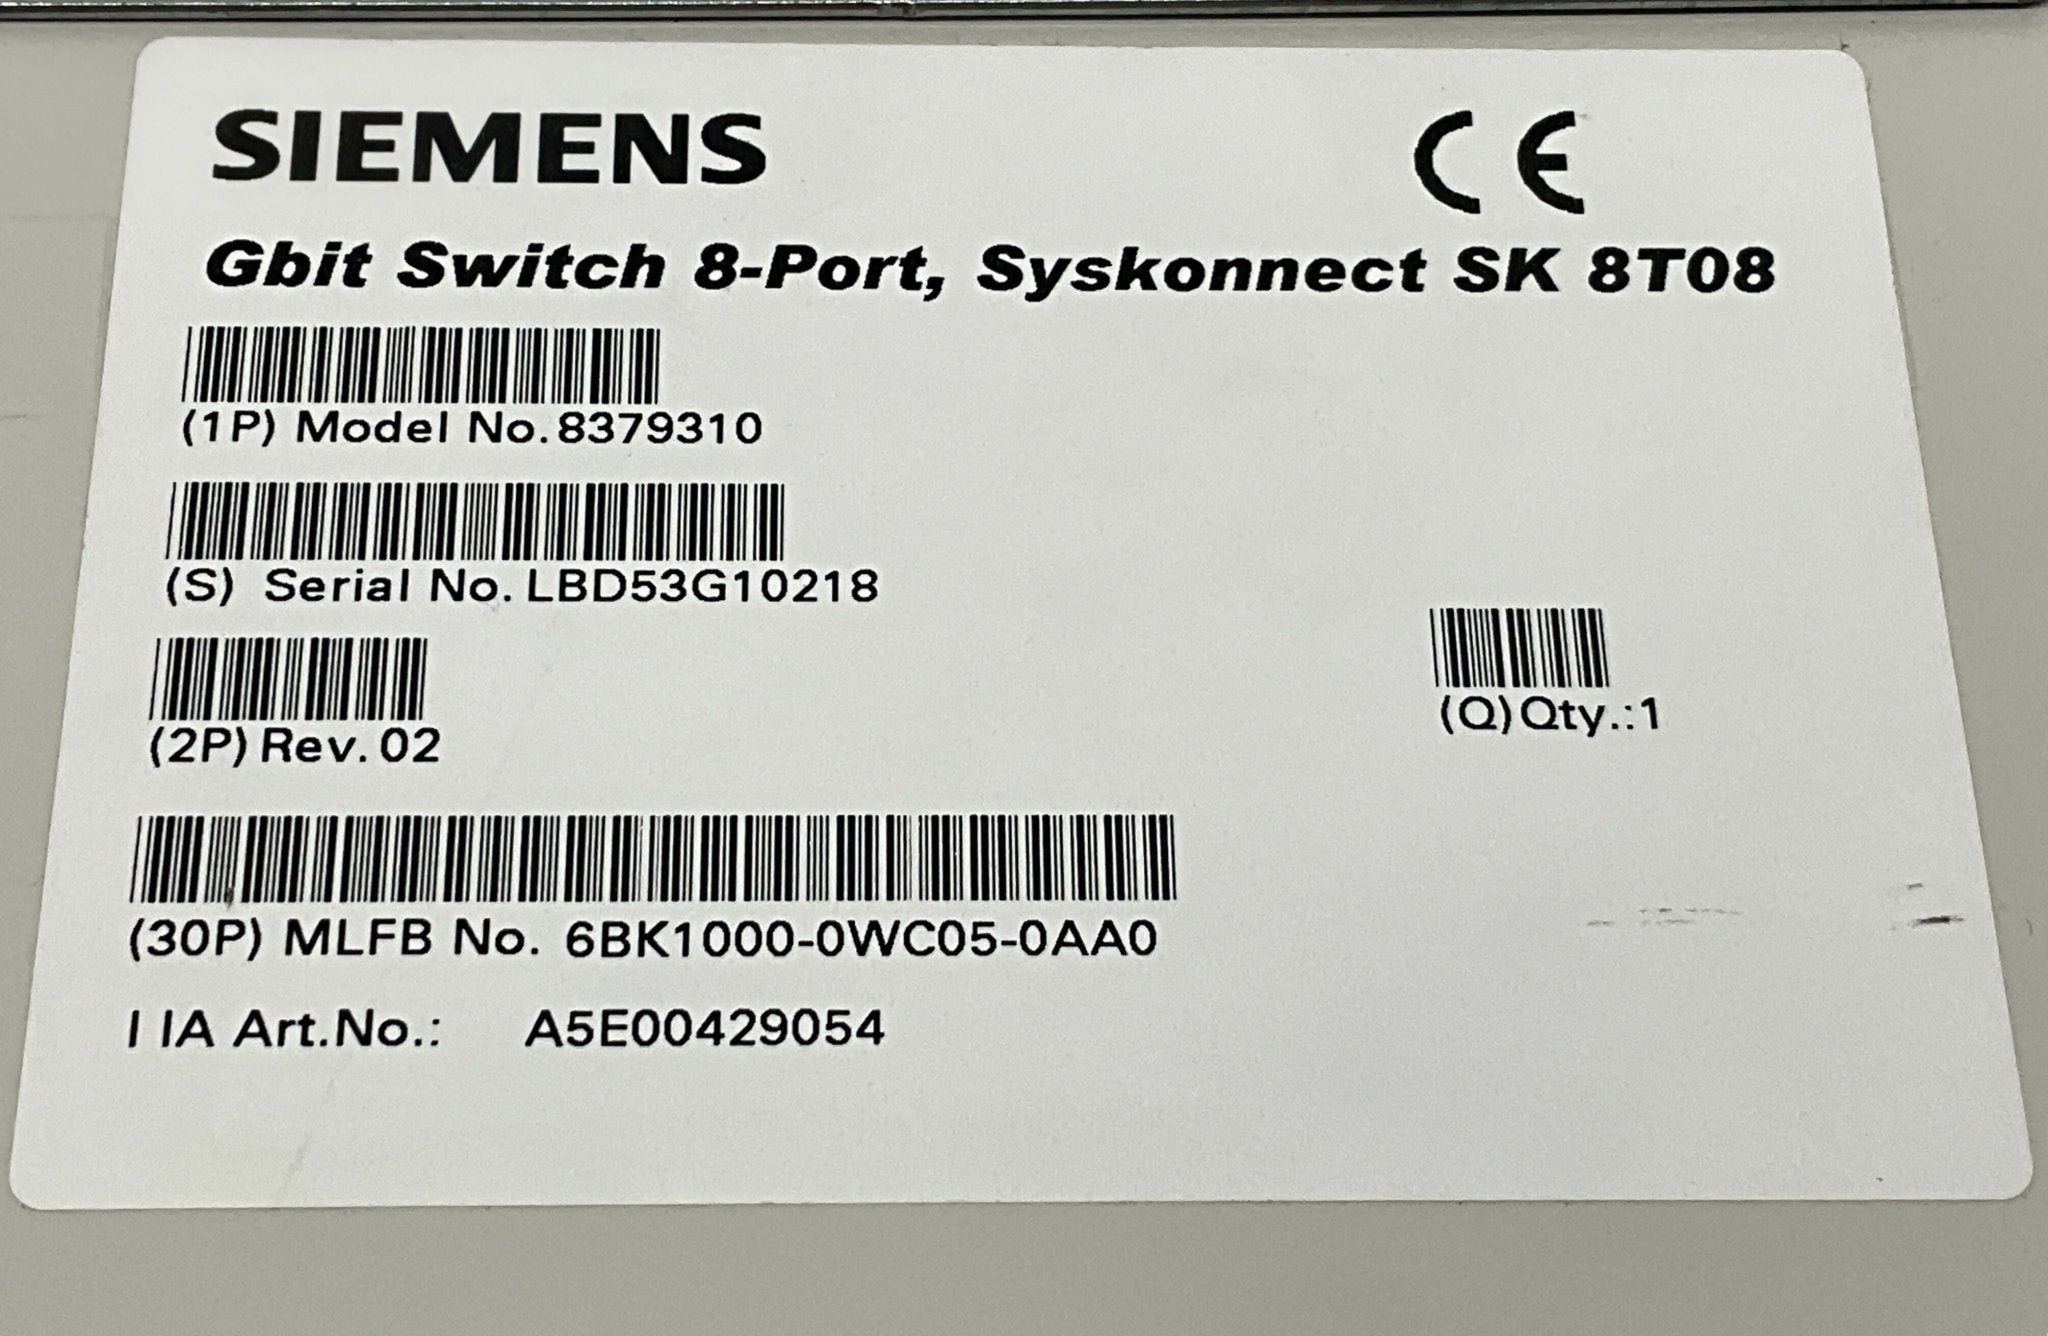 SIEMENS
CE
Gbit Switch 8-Port, Syskonnect SK 8T08
(1P) Model No.8379310
(S) Serial No. LBD53G10218
(2P) Rev. 02
(Q) Qty.:1
(30P) MLFB No. 6BK1000-0WC05-0AA0
I IA Art.No.: A5E00429054